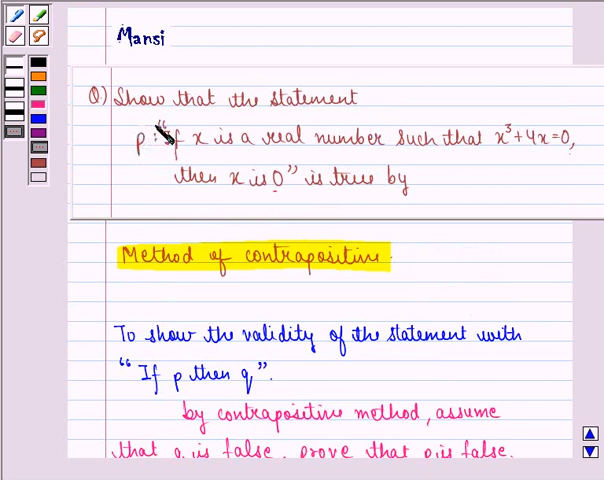 Mansi
Q) Show that the statement
p : "If x is a real number such that x³+4x=0,
then x is 0" is true by
Method of contrapositive
To show the validity of the statement with
"If p then q".
by contrapositive method, assume
that q is false, prove that p is false.